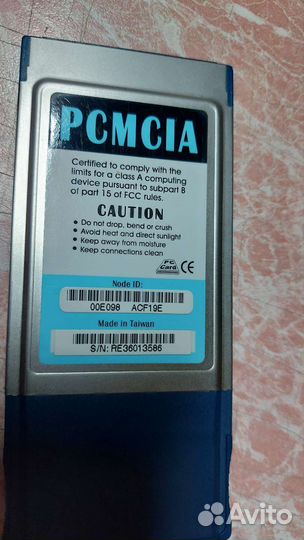 PCMCIA
Certified to comply with the
limits for a class A computing
device pursuant to subpart B
of part 15 of FCC rules.
CAUTION
• Do not drop, bend or crush
• Avoid heat and direct sunlight
• Keep away from moisture
• Keep connections clean
PC
Card
CE
Node ID:
00E098 ACF19E
Made in Taiwan
S/N: RE36013586
Avito